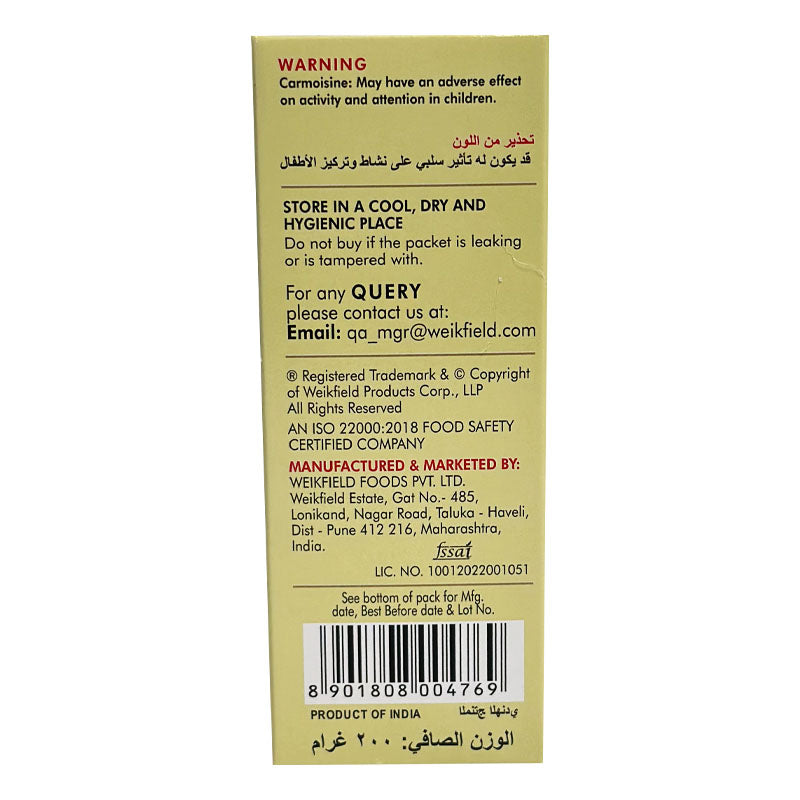 WARNING
Carmoisine: May have an adverse effect
on activity and attention in children.
تحذير من اللون
قد يكون له تأثير سلبي على نشاط وتركيز الأطفال
STORE IN A COOL, DRY AND
HYGIENIC PLACE
Do not buy if the packet is leaking
or is tampered with.
For any QUERY
please contact us at:
Email: qa_mgr@weikfield.com
® Registered Trademark & © Copyright
of Weikfield Products Corp., LLP
All Rights Reserved
AN ISO 22000:2018 FOOD SAFETY
CERTIFIED COMPANY
MANUFACTURED & MARKETED BY:
WEIKFIELD FOODS PVT. LTD.
Weikfield Estate, Gat No.- 485,
Lonikand, Nagar Road, Taluka - Haveli,
Dist - Pune 412 216, Maharashtra,
India.
fssai
LIC. NO. 10012022001051
See bottom of pack for Mfg.
date, Best Before date & Lot No.
8 901808 004769
PRODUCT OF INDIA
الوزن الصافي: ٢٠٠ غرام